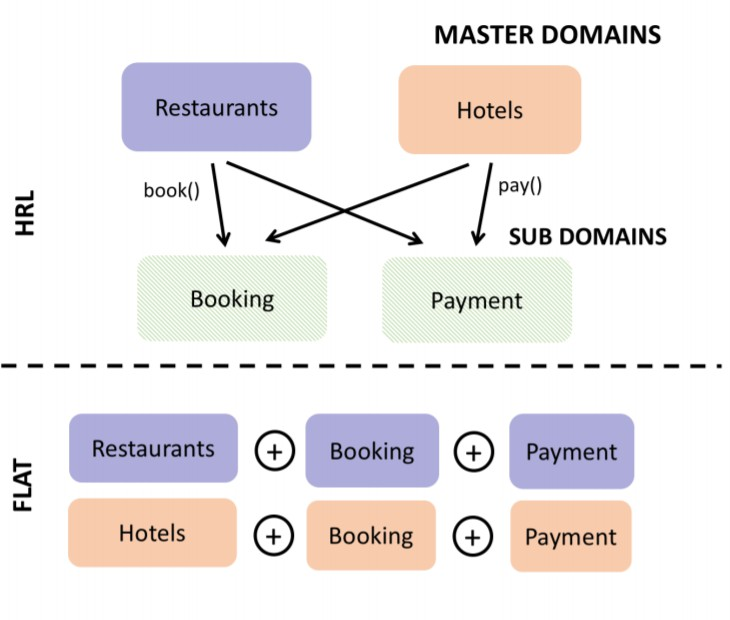 MASTER DOMAINS
Restaurants
Hotels
book()
pay()
HRL
SUB DOMAINS
Booking
Payment
FLAT
Restaurants + Booking + Payment
Hotels + Booking + Payment